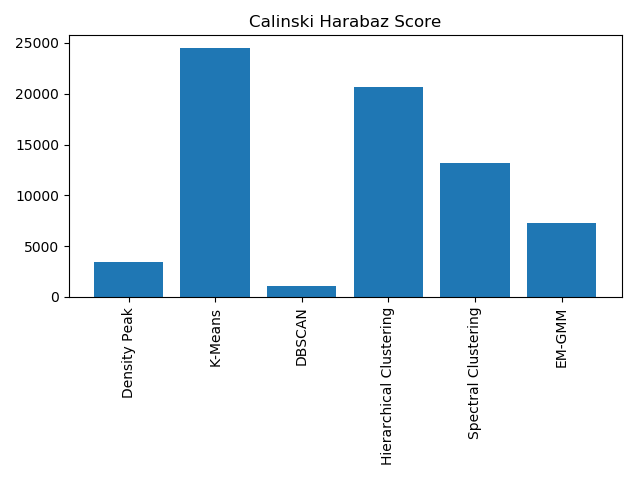 Calinski Harabaz Score
25000
20000
15000
10000
5000
0
Density Peak
K-Means
DBSCAN
Hierarchical Clustering
Spectral Clustering
EM-GMM